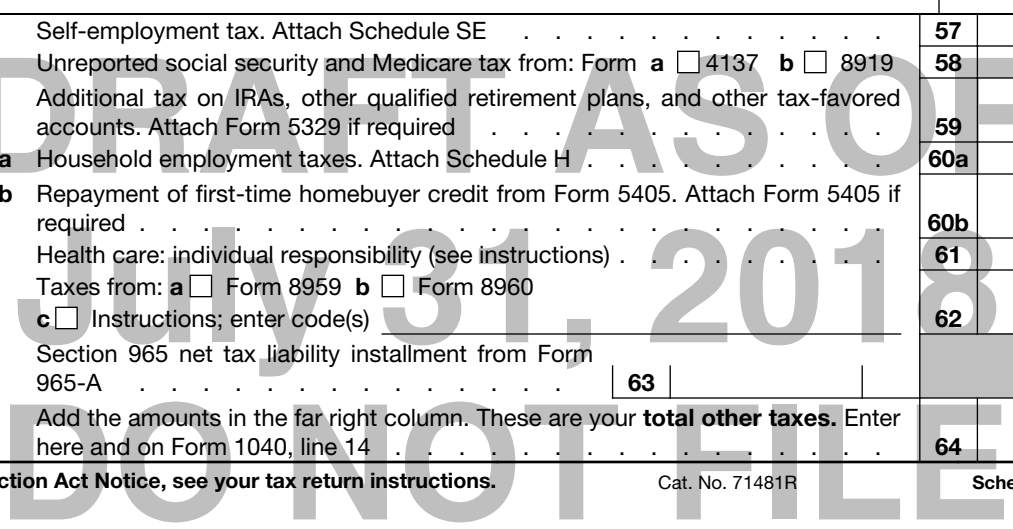 Self-employment tax. Attach Schedule SE . . . . . . . . . . . . 57
Unreported social security and Medicare tax from: Form a ☐ 4137 b ☐ 8919 58
Additional tax on IRAs, other qualified retirement plans, and other tax-favored
accounts. Attach Form 5329 if required . . . . . . . . . . . . . 59
a Household employment taxes. Attach Schedule H . . . . . . . . . . 60a
b Repayment of first-time homebuyer credit from Form 5405. Attach Form 5405 if
required . . . . . . . . . . . . . . . . . . . . . . . . 60b
Health care: individual responsibility (see instructions) . . . . . . . . . 61
Taxes from: a ☐ Form 8959 b ☐ Form 8960
c ☐ Instructions; enter code(s) 62
Section 965 net tax liability installment from Form
965-A . . . . . . . . . . . . . . 63
Add the amounts in the far right column. These are your total other taxes. Enter
here and on Form 1040, line 14 . . . . . . . . . . . . . . . . 64
ction Act Notice, see your tax return instructions. Cat. No. 71481R Sche
DRAFT AS OF
July 31, 2018
DO NOT FILE